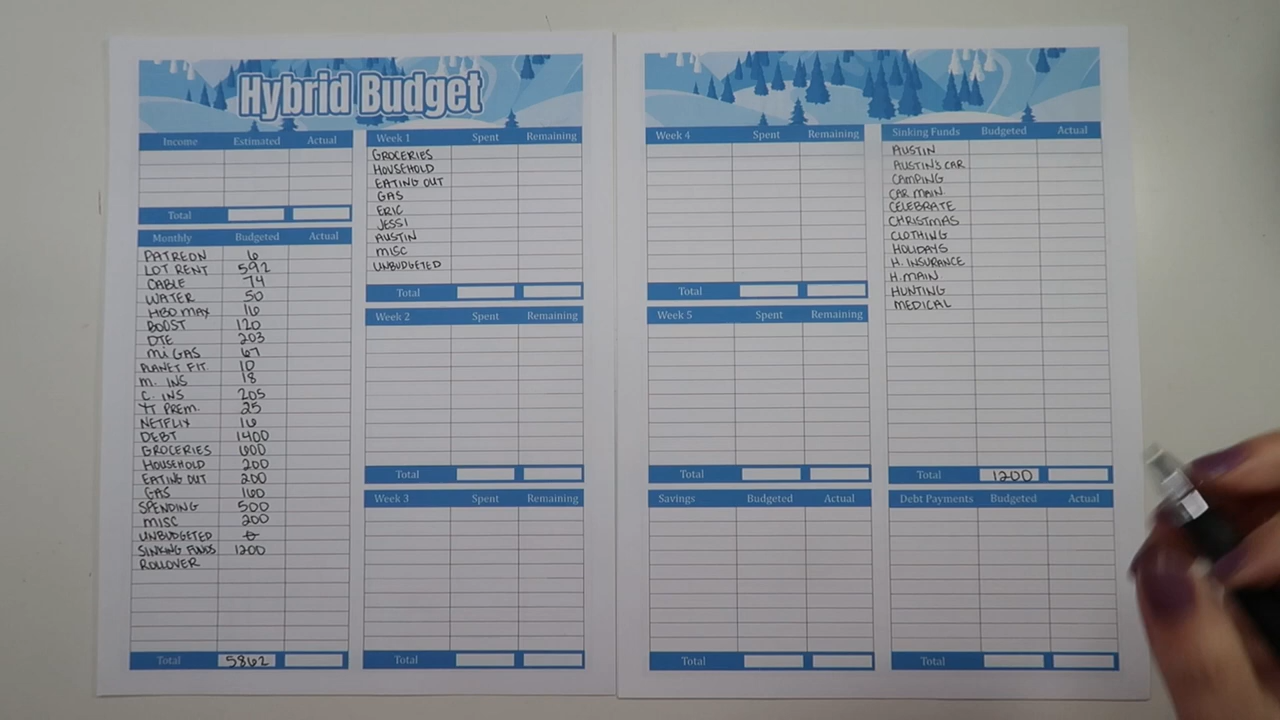 Hybrid Budget
Income Estimated Actual
Total
Monthly Budgeted Actual
PATREON 6
LOT RENT 592
CABLE 74
WATER 50
HBO MAX 16
BOOST 120
DTE 203
MI GAS 67
PLANET FIT. 10
M. INS 18
C. INS 205
YT PREM. 25
NETFLIX 16
DEBT 1400
GROCERIES 600
HOUSEHOLD 200
EATING OUT 200
GAS 160
SPENDING 500
MISC 200
UNBUDGETED 0
SINKING FUNDS 1200
ROLLOVER
Total 5862
Week 1 Spent Remaining
GROCERIES
HOUSEHOLD
EATING OUT
GAS
ERIC
JESSI
AUSTIN
MISC
UNBUDGETED
Total
Week 2 Spent Remaining
Total
Week 3 Spent Remaining
Total
Week 4 Spent Remaining
Total
Week 5 Spent Remaining
Total
Savings Budgeted Actual
Total
Sinking Funds Budgeted Actual
AUSTIN
AUSTIN'S CAR
CAMPING
CAR MAIN.
CELEBRATE
CHRISTMAS
CLOTHING
HOLIDAYS
H. INSURANCE
H. MAIN
HUNTING
MEDICAL
Total 1200
Debt Payments Budgeted Actual
Total